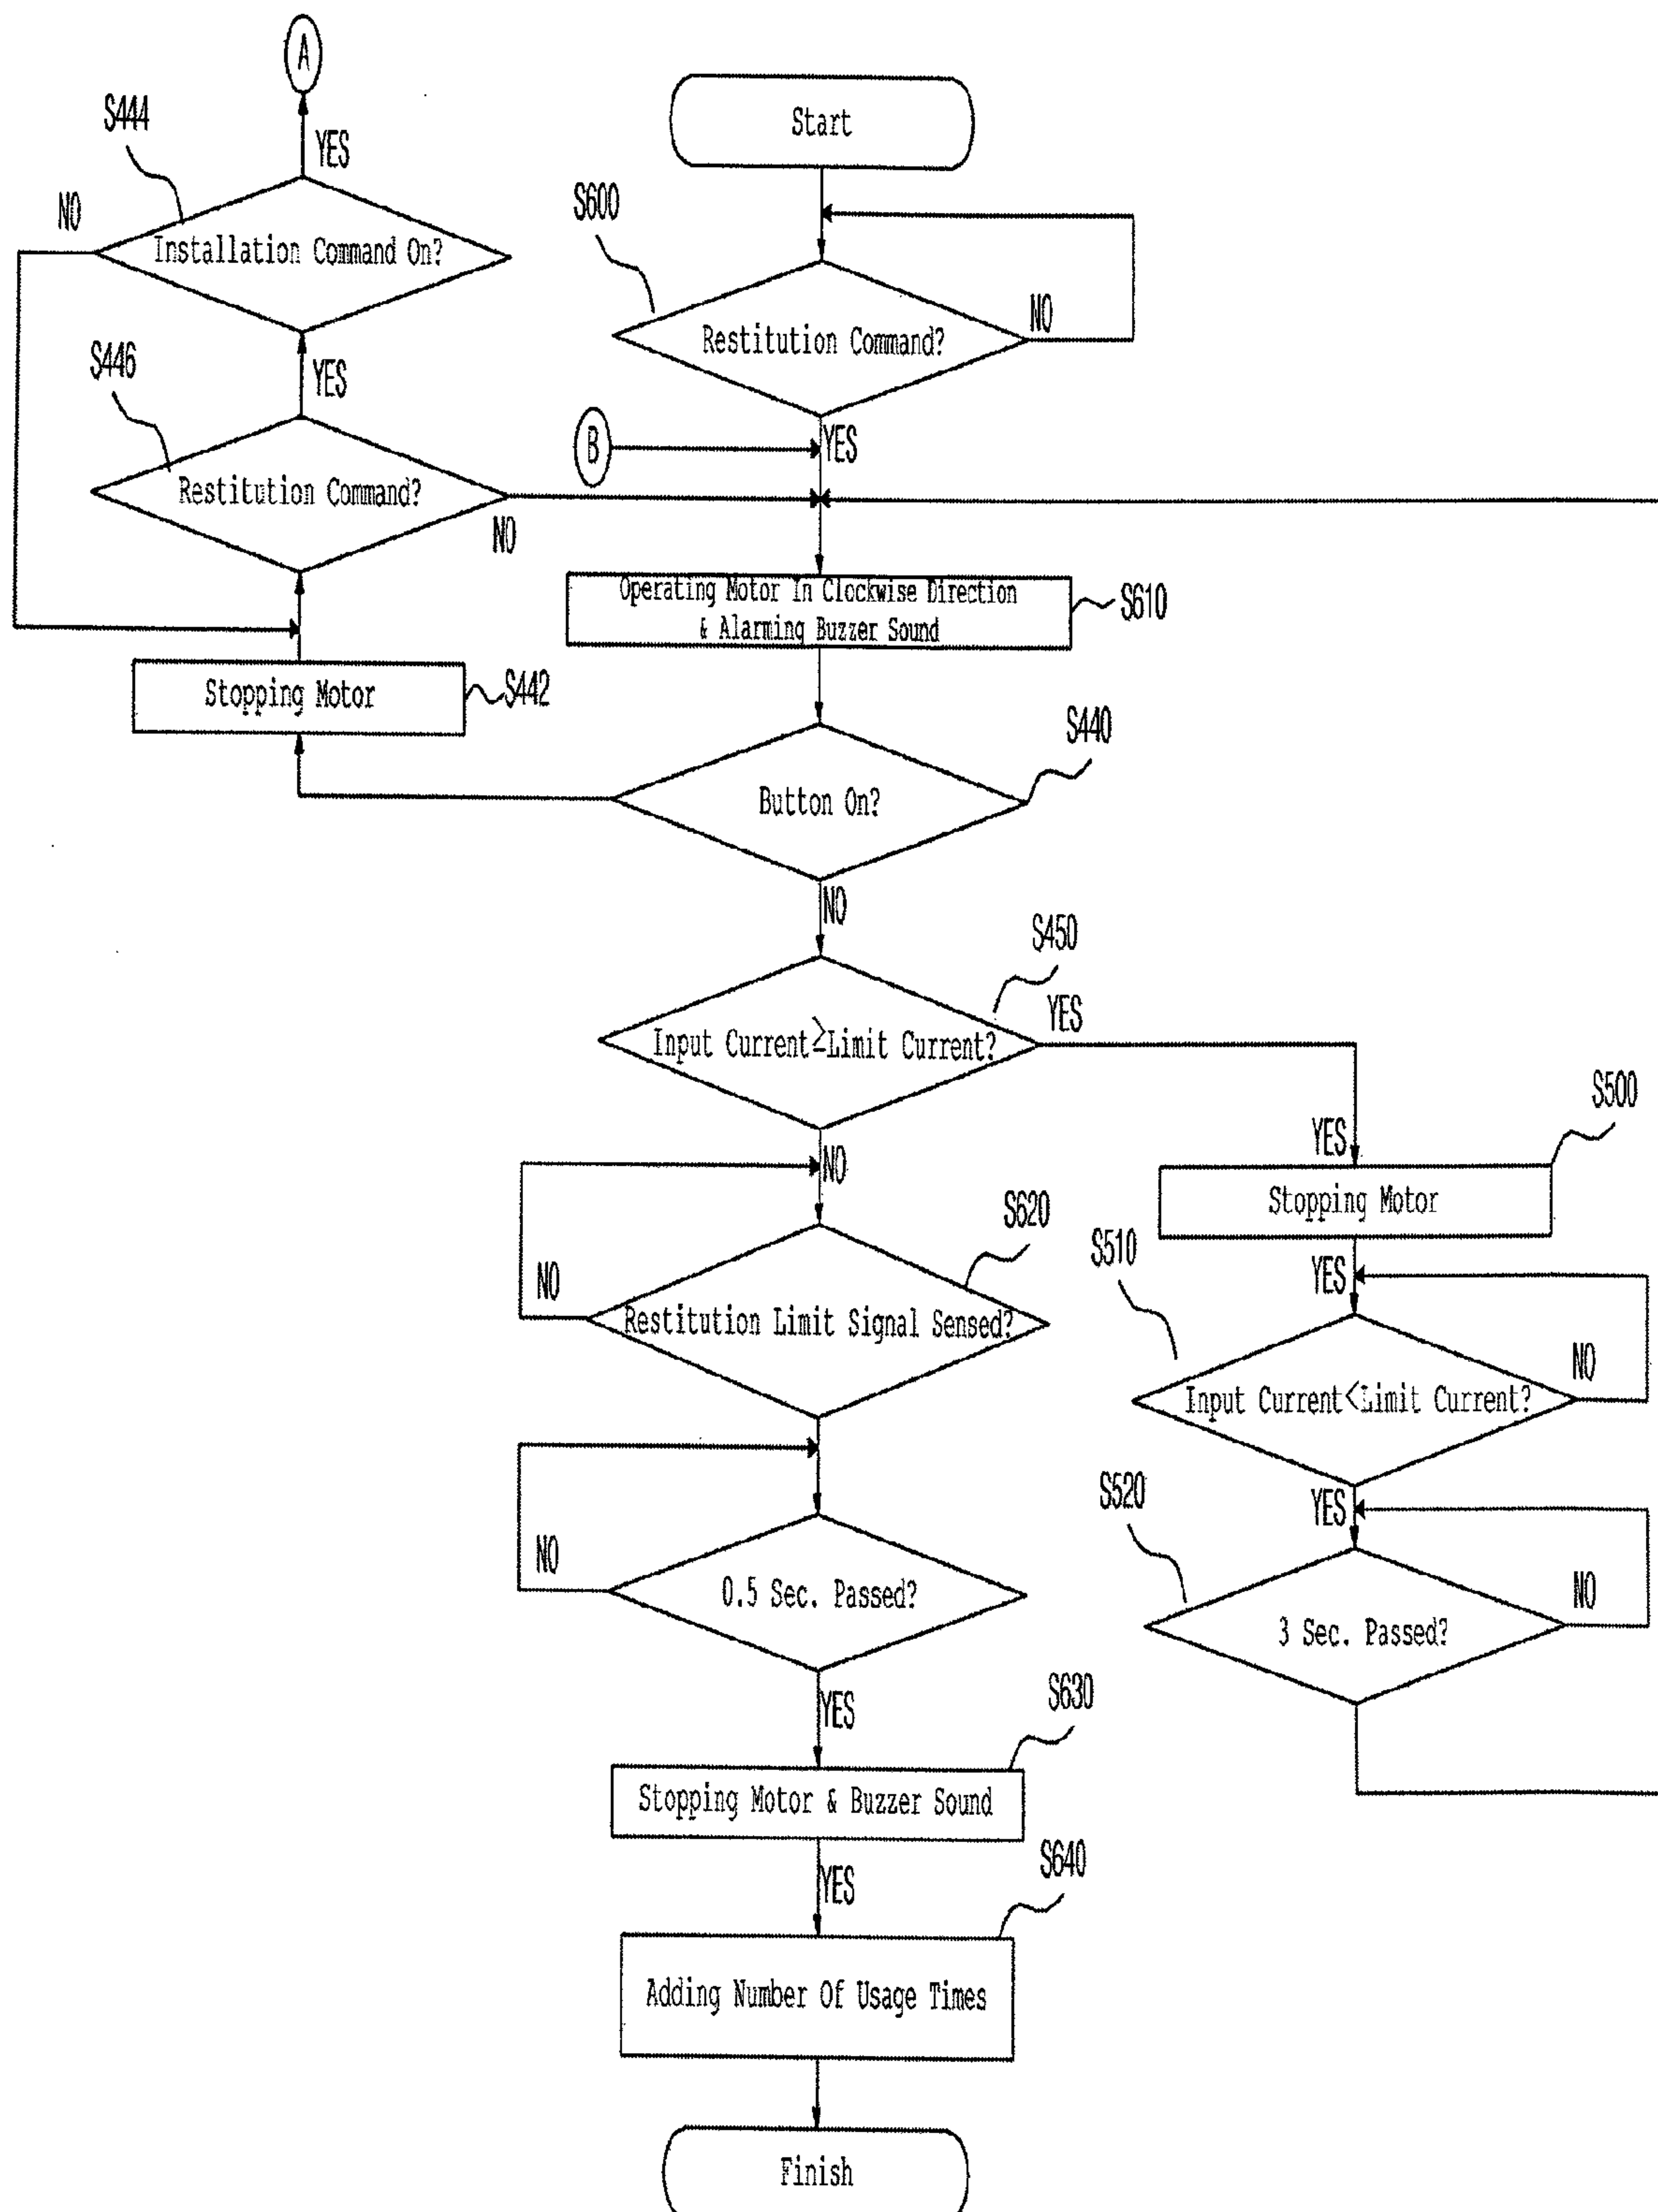 A
S444
YES
NO
Installation Command On?
S446
YES
Restitution Command?
NO
Stopping Motor
S442
Start
S600
Restitution Command?
NO
B
YES
Operating Motor In Clockwise Direction
& Alarming Buzzer Sound
S610
S440
Button On?
NO
S450
Input Current≥Limit Current?
YES
NO
S620
NO
Restitution Limit Signal Sensed?
NO
0.5 Sec. Passed?
YES
S630
Stopping Motor & Buzzer Sound
YES
S640
Adding Number Of Usage Times
Finish
YES
S500
Stopping Motor
YES
S510
NO
Input Current<Limit Current?
YES
S520
NO
3 Sec. Passed?